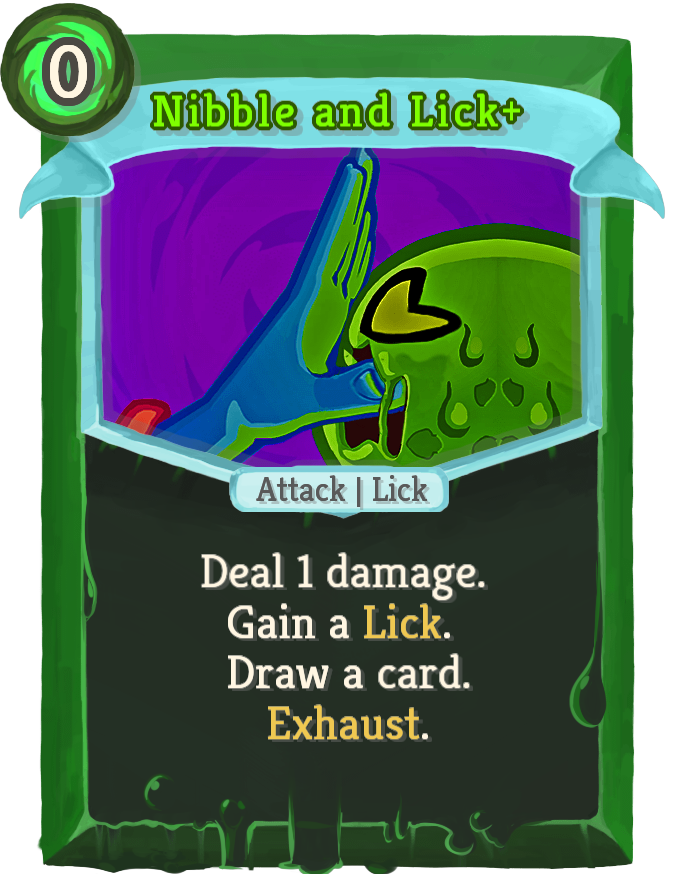 0
Nibble and Lick+
Attack | Lick
Deal 1 damage.
Gain a Lick.
Draw a card.
Exhaust.